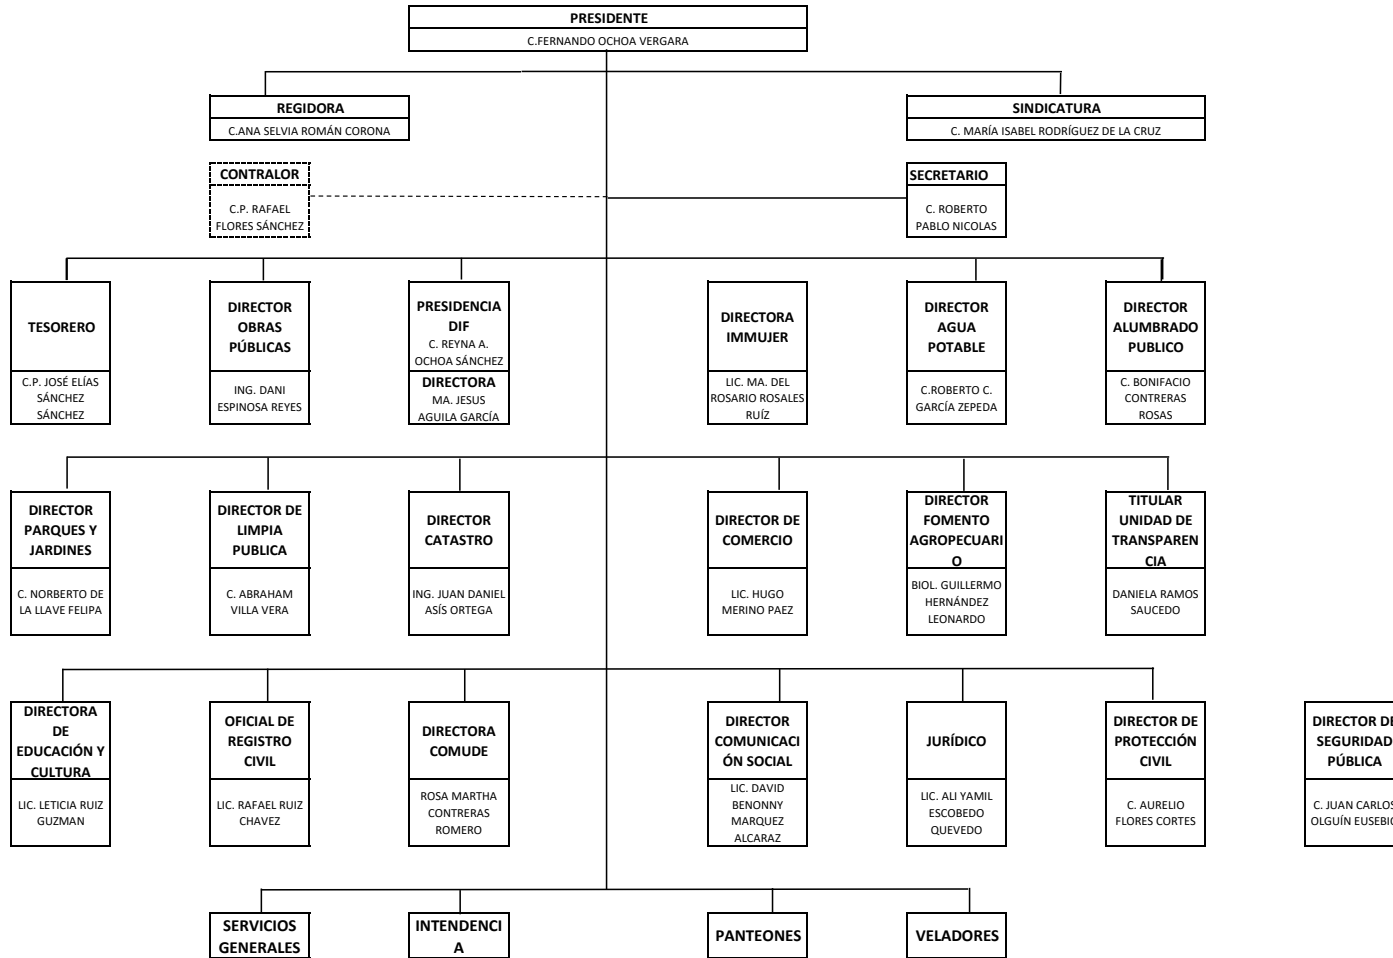 PRESIDENTE
C.FERNANDO OCHOA VERGARA
REGIDORA
C.ANA SELVIA ROMÁN CORONA
SINDICATURA
C. MARÍA ISABEL RODRÍGUEZ DE LA CRUZ
CONTRALOR
C.P. RAFAEL
FLORES SÁNCHEZ
SECRETARIO
C. ROBERTO
PABLO NICOLAS
TESORERO
C.P. JOSÉ ELÍAS
SÁNCHEZ
SÁNCHEZ
DIRECTOR
OBRAS
PÚBLICAS
ING. DANI
ESPINOSA REYES
PRESIDENCIA
DIF
C. REYNA A.
OCHOA SÁNCHEZ
DIRECTORA
MA. JESUS
AGUILA GARCÍA
DIRECTORA
IMMUJER
LIC. MA. DEL
ROSARIO ROSALES
RUÍZ
DIRECTOR
AGUA
POTABLE
C.ROBERTO C.
GARCÍA ZEPEDA
DIRECTOR
ALUMBRADO
PUBLICO
C. BONIFACIO
CONTRERAS
ROSAS
DIRECTOR
PARQUES Y
JARDINES
C. NORBERTO DE
LA LLAVE FELIPA
DIRECTOR DE
LIMPIA
PUBLICA
C. ABRAHAM
VILLA VERA
DIRECTOR
CATASTRO
ING. JUAN DANIEL
ASÍS ORTEGA
DIRECTOR DE
COMERCIO
LIC. HUGO
MERINO PAEZ
DIRECTOR
FOMENTO
AGROPECUARI
O
BIOL. GUILLERMO
HERNÁNDEZ
LEONARDO
TITULAR
UNIDAD DE
TRANSPAREN
CIA
DANIELA RAMOS
SAUCEDO
DIRECTORA
DE
EDUCACIÓN Y
CULTURA
LIC. LETICIA RUIZ
GUZMAN
OFICIAL DE
REGISTRO
CIVIL
LIC. RAFAEL RUIZ
CHAVEZ
DIRECTORA
COMUDE
ROSA MARTHA
CONTRERAS
ROMERO
DIRECTOR
COMUNICACI
ÓN SOCIAL
LIC. DAVID
BENONNY
MARQUEZ
ALCARAZ
JURÍDICO
LIC. ALI YAMIL
ESCOBEDO
QUEVEDO
DIRECTOR DE
PROTECCIÓN
CIVIL
C. AURELIO
FLORES CORTES
DIRECTOR DE
SEGURIDAD
PÚBLICA
C. JUAN CARLOS
OLGUÍN EUSEBIO
SERVICIOS
GENERALES
INTENDENCI
A
PANTEONES
VELADORES